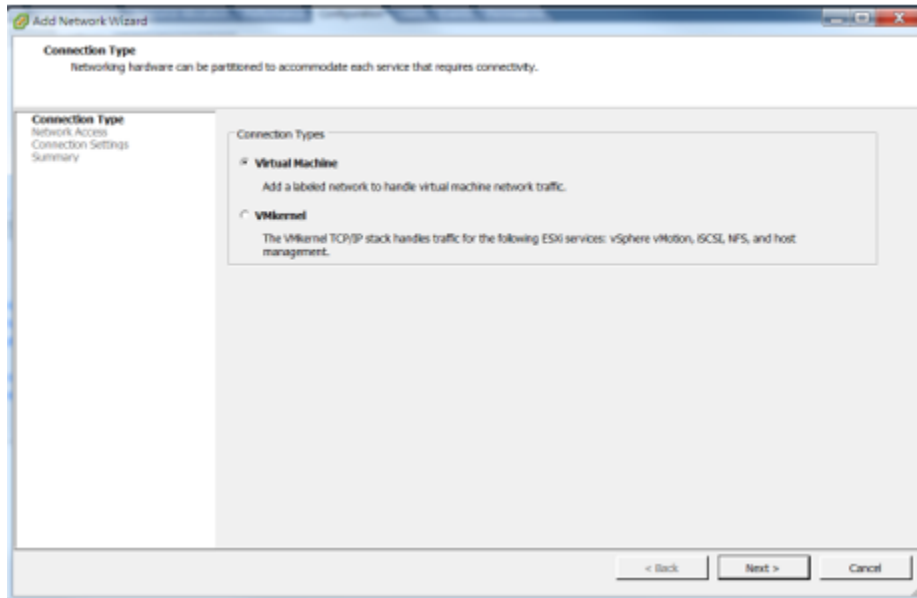 Configuration
Add Network Wizard
Connection Type
Networking hardware can be partitioned to accommodate each service that requires connectivity.
Connection Type
Network Access
Connection Settings
Summary
Connection Types
Virtual Machine
Add a labeled network to handle virtual machine network traffic.
VMkernel
The VMkernel TCP/IP stack handles traffic for the following ESXi services: vSphere vMotion, iSCSI, NFS, and host
management.
< Back
Next >
Cancel